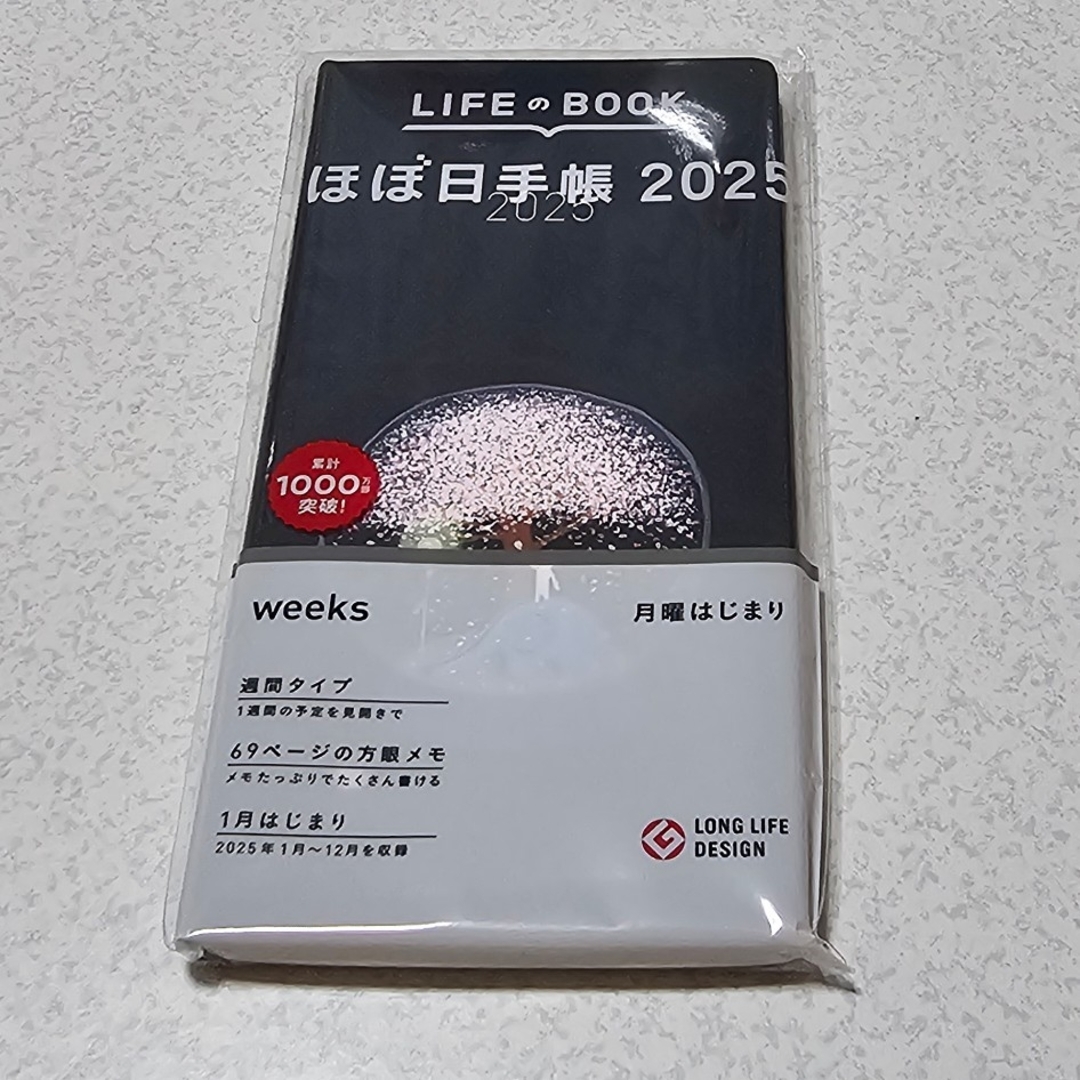 LIFEのBOOK
ほぼ日手帳 2025
2025
累計
1000万部
突破!
weeks
月曜はじまり
週間タイプ
1週間の予定を見開きで
69ページの方眼メモ
メモたっぷりでたくさん書ける
1月はじまり
2025年1月〜12月を収録
LONG LIFE
DESIGN